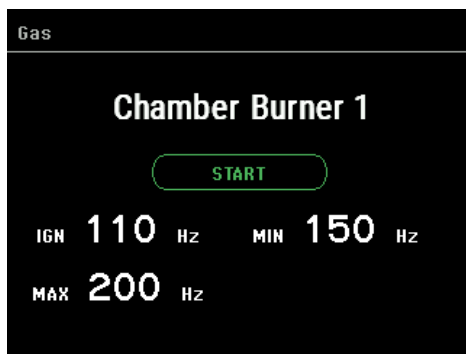 Gas
Chamber Burner 1
START
IGN 110 Hz MIN 150 Hz
MAX 200 Hz